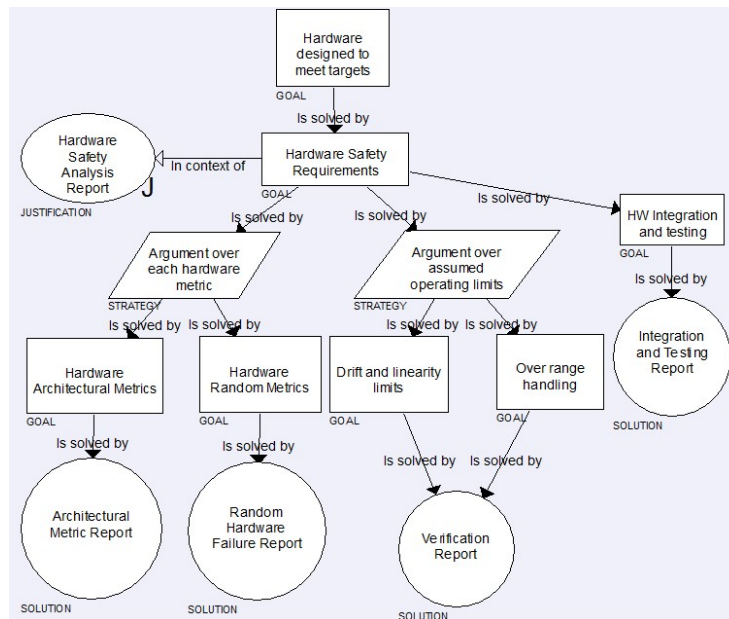 Hardware
designed to
meet targets
GOAL
Is solved by
Hardware
Safety
Analysis
Report
J
JUSTIFICATION
In context of
Hardware Safety
Requirements
GOAL
Is solved by
Is solved by
Is solved by
HW Integration
and testing
GOAL
Argument over
each hardware
metric
STRATEGY
Argument over
assumed
operating limits
STRATEGY
Is solved by
Is solved by
Is solved by
Is solved by
Is solved by
Integration
and Testing
Report
SOLUTION
Hardware
Architectural Metrics
GOAL
Hardware
Random Metrics
GOAL
Drift and linearity
limits
GOAL
Over range
handling
GOAL
Is solved by
Is solved by
Is solved by
Is solved by
Architectural
Metric Report
SOLUTION
Random
Hardware
Failure Report
SOLUTION
Verification
Report
SOLUTION